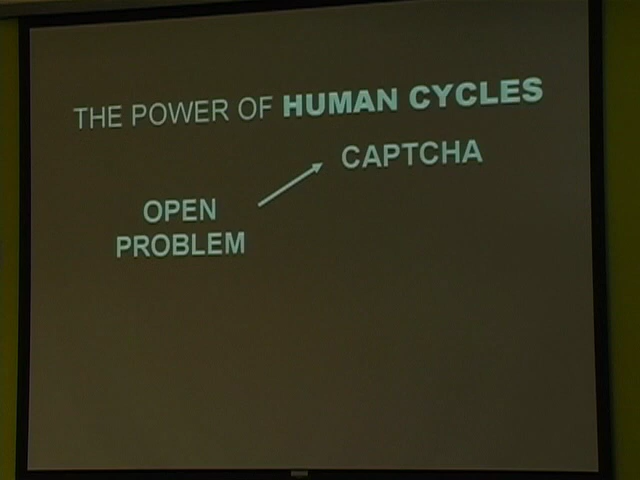 THE POWER OF HUMAN CYCLES
CAPTCHA
OPEN
PROBLEM